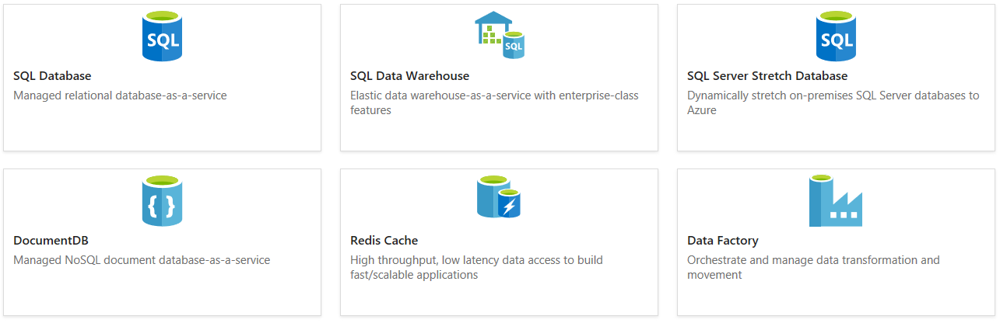 SQL
SQL Database
Managed relational database-as-a-service
SQL
SQL Data Warehouse
Elastic data warehouse-as-a-service with enterprise-class
features
SQL
SQL Server Stretch Database
Dynamically stretch on-premises SQL Server databases to
Azure
{ }
DocumentDB
Managed NoSQL document database-as-a-service
Redis Cache
High throughput, low latency data access to build
fast/scalable applications
Data Factory
Orchestrate and manage data transformation and
movement